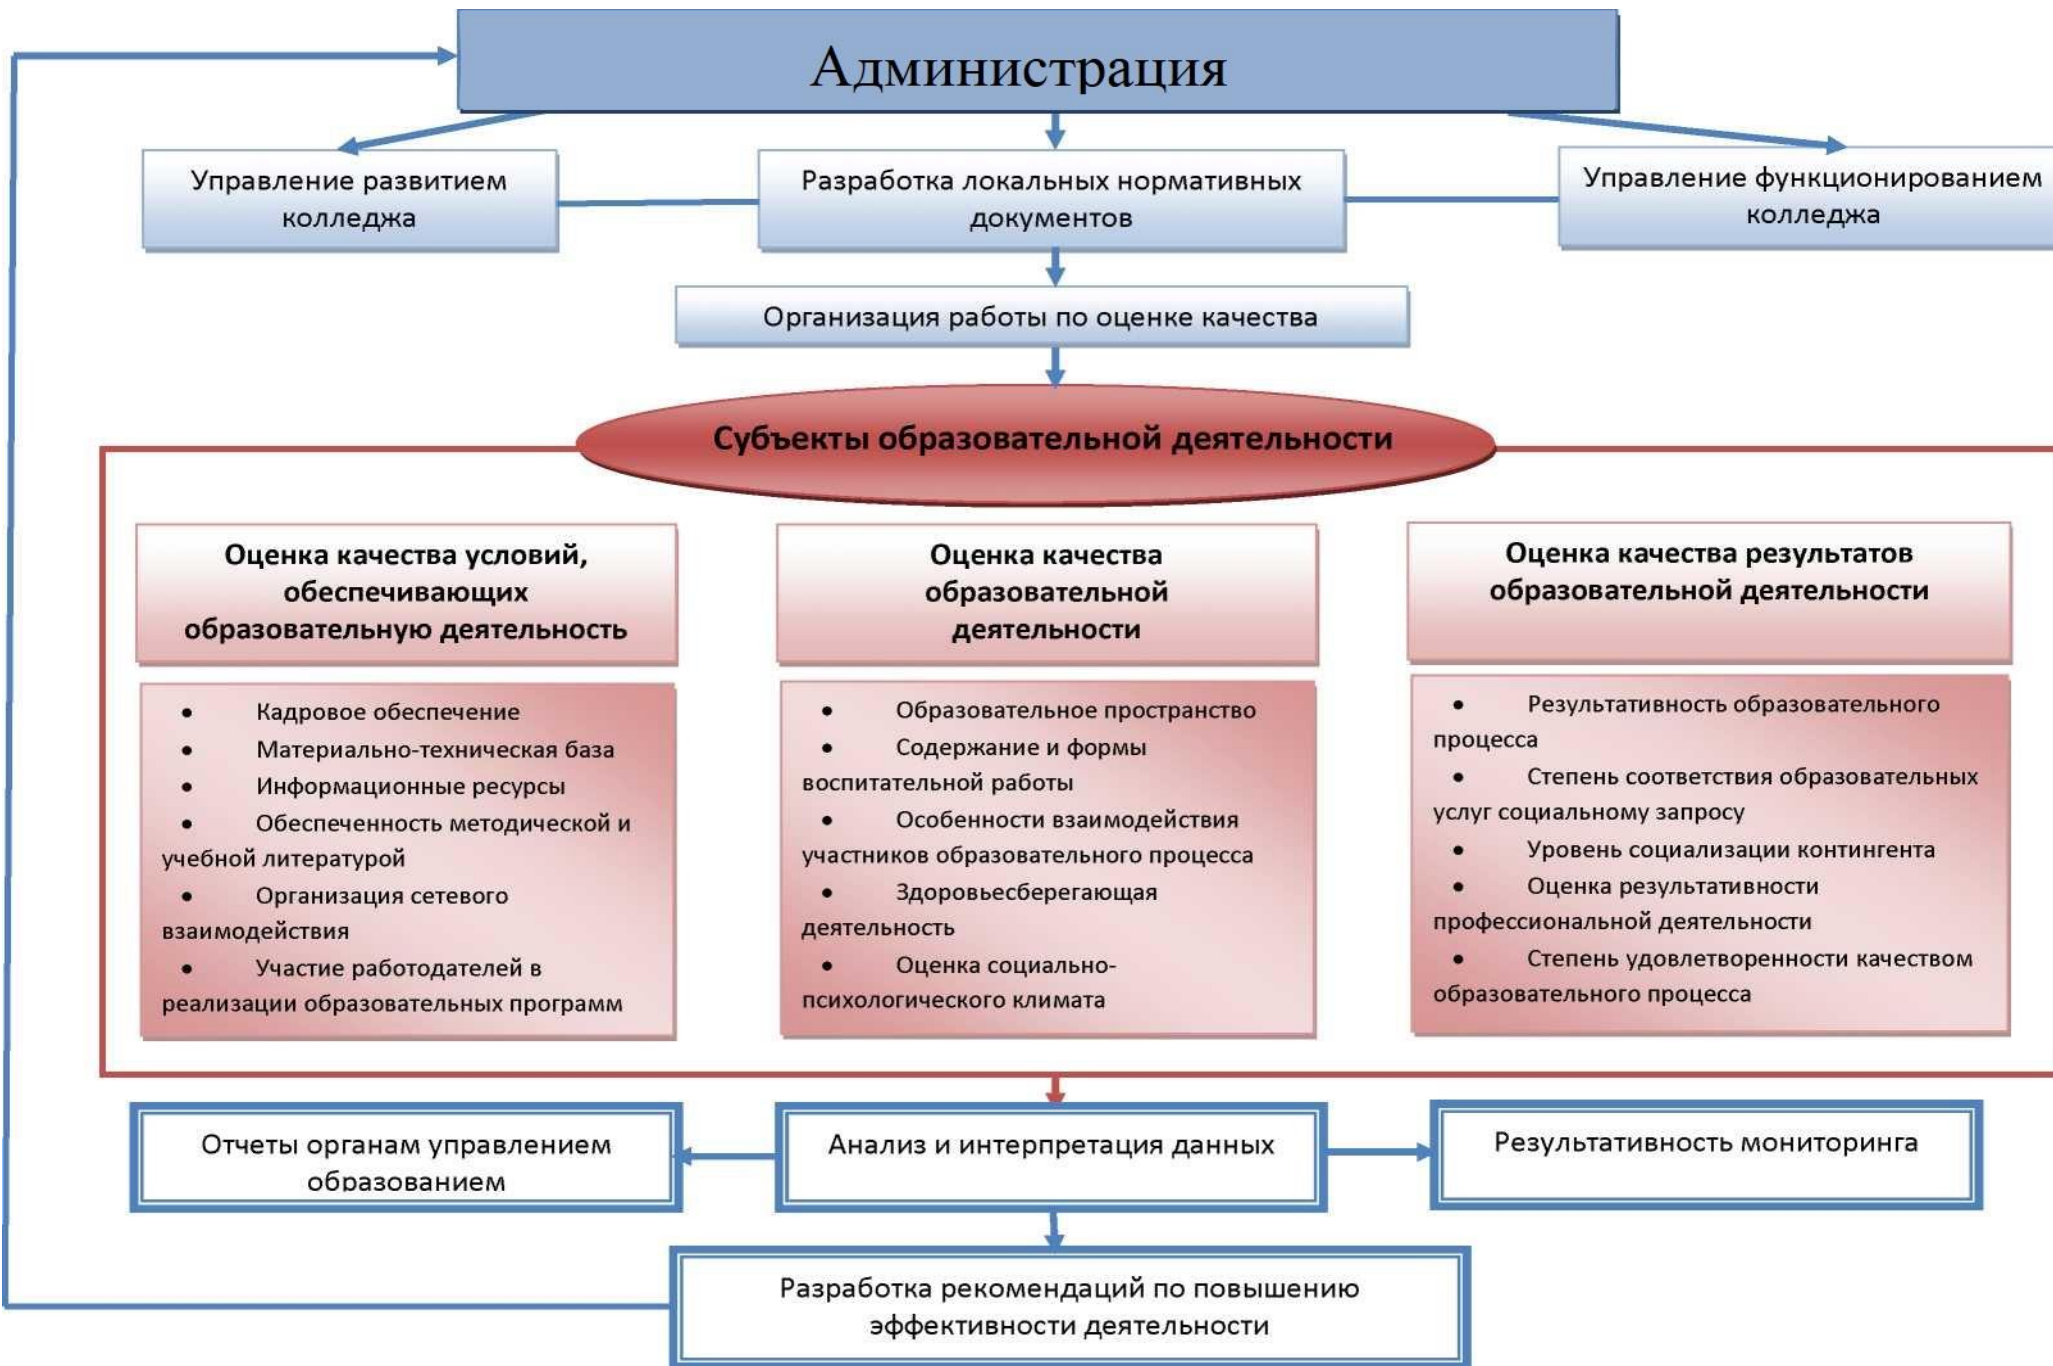 Администрация
Управление развитием
колледжа
Разработка локальных нормативных
документов
Управление функционированием
колледжа
Организация работы по оценке качества
Субъекты образовательной деятельности
Оценка качества условий,
обеспечивающих
образовательную деятельность
• Кадровое обеспечение
• Материально-техническая база
• Информационные ресурсы
• Обеспеченность методической и
учебной литературой
• Организация сетевого
взаимодействия
• Участие работодателей в
реализации образовательных программ
Оценка качества
образовательной
деятельности
• Образовательное пространство
• Содержание и формы
воспитательной работы
• Особенности взаимодействия
участников образовательного процесса
• Здоровьесберегающая
деятельность
• Оценка социально-
психологического климата
Оценка качества результатов
образовательной деятельности
• Результативность образовательного
процесса
• Степень соответствия образовательных
услуг социальному запросу
• Уровень социализации контингента
• Оценка результативности
профессиональной деятельности
• Степень удовлетворенности качеством
образовательного процесса
Отчеты органам управлением
образованием
Анализ и интерпретация данных
Результативность мониторинга
Разработка рекомендаций по повышению
эффективности деятельности